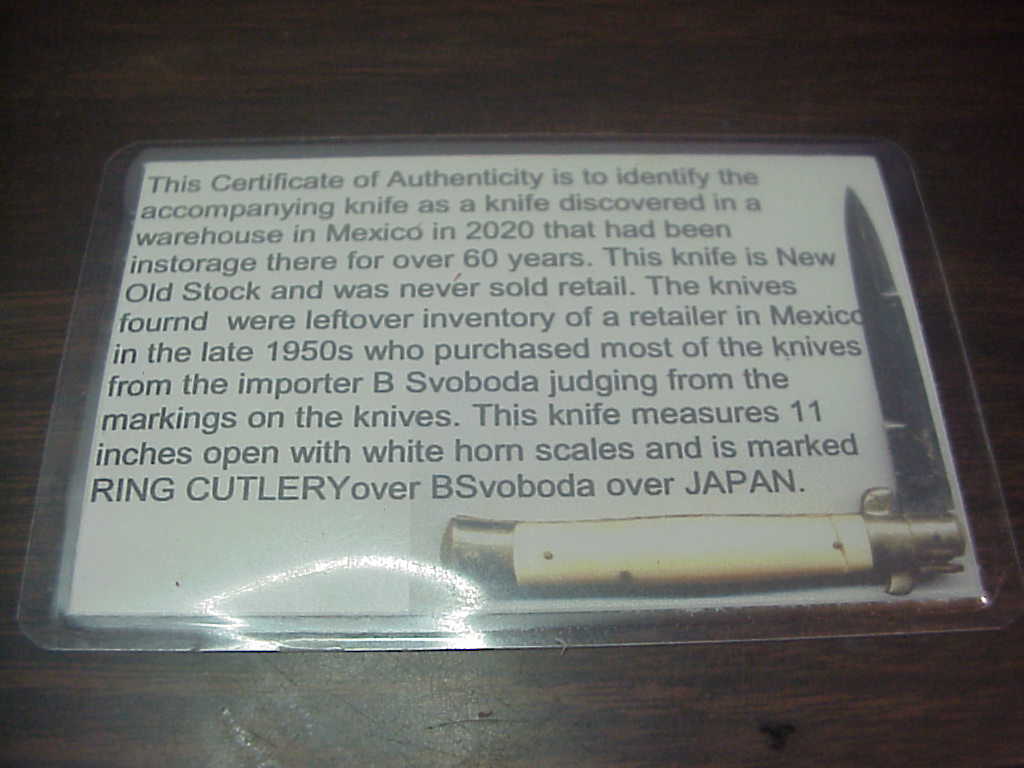 This Certificate of Authenticity is to identify the
accompanying knife as a knife discovered in a
warehouse in Mexico in 2020 that had been
instorage there for over 60 years. This knife is New
Old Stock and was never sold retail. The knives
fournd were leftover inventory of a retailer in Mexico
in the late 1950s who purchased most of the knives
from the importer B Svoboda judging from the
markings on the knives. This knife measures 11
inches open with white horn scales and is marked
RING CUTLERYover BSvoboda over JAPAN.